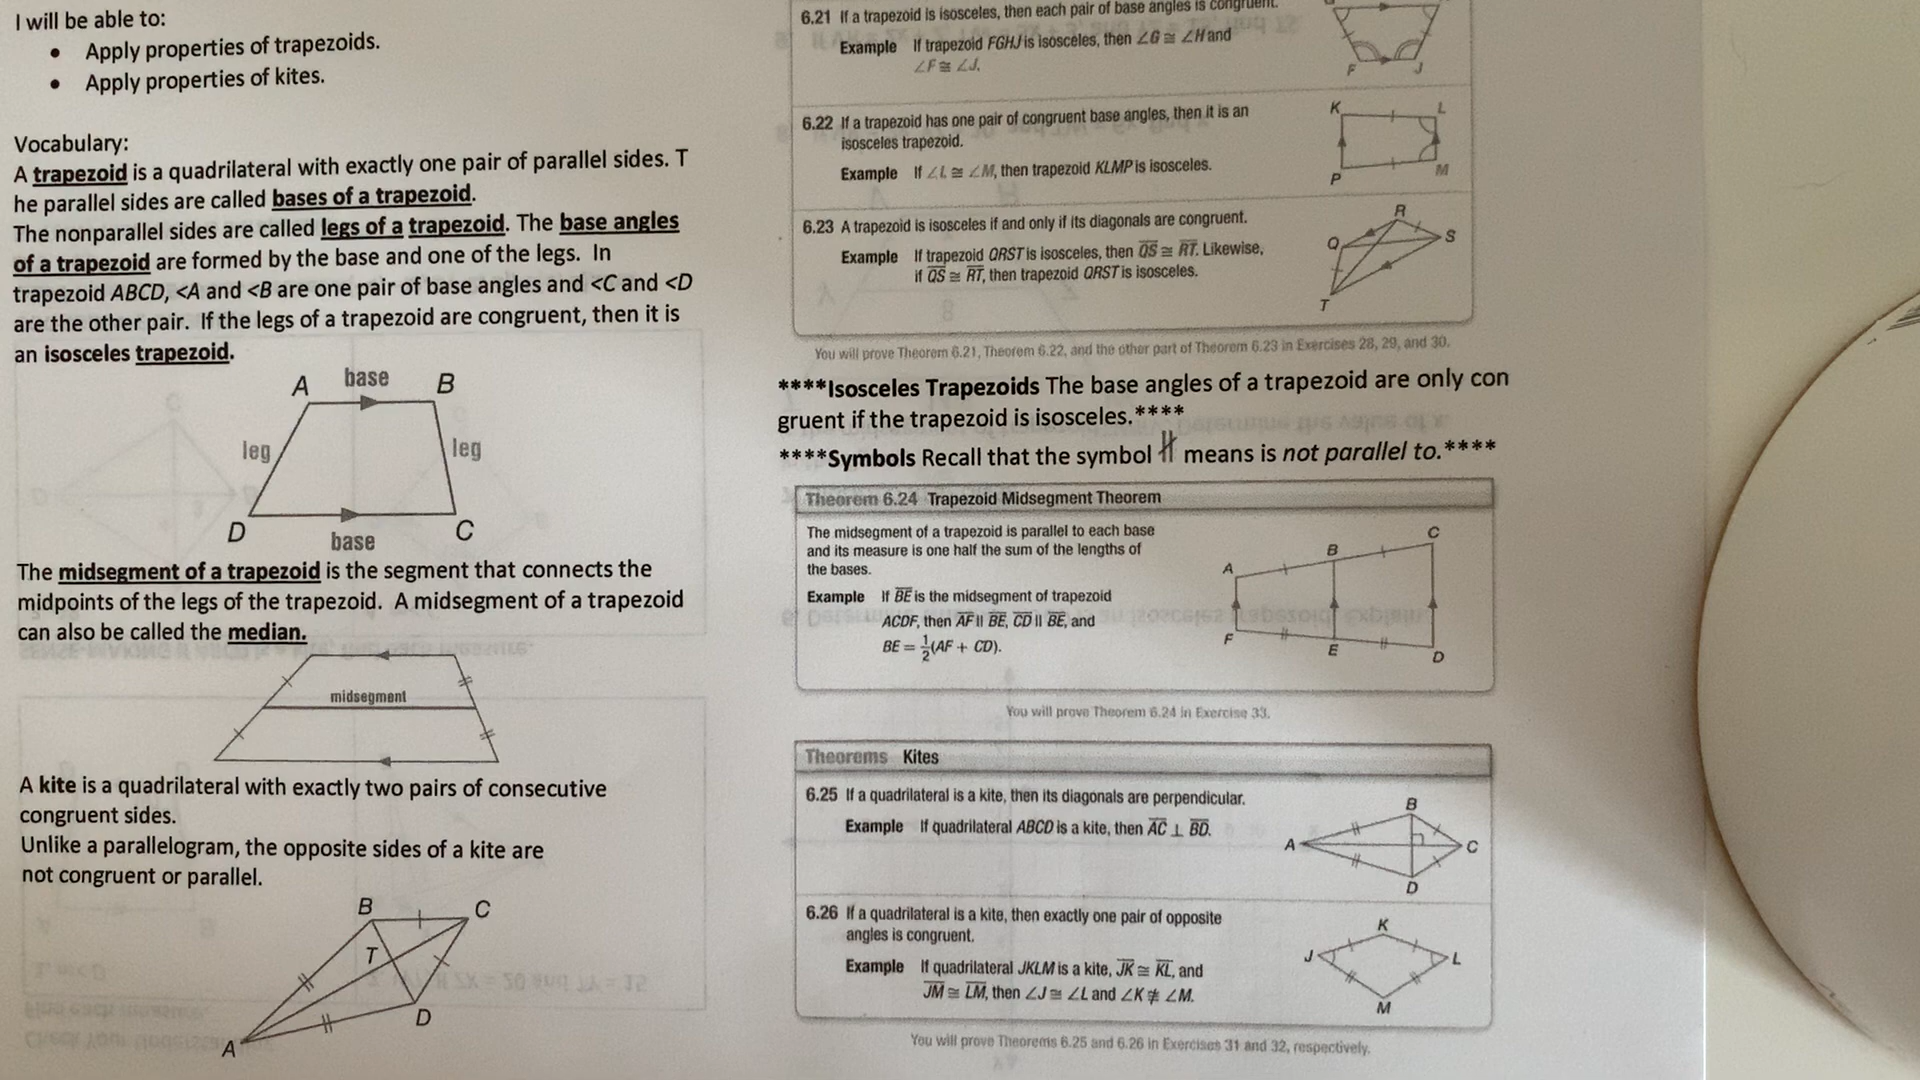 I will be able to:
• Apply properties of trapezoids.
• Apply properties of kites.
Vocabulary:
A trapezoid is a quadrilateral with exactly one pair of parallel sides. T
he parallel sides are called bases of a trapezoid.
The nonparallel sides are called legs of a trapezoid. The base angles
of a trapezoid are formed by the base and one of the legs. In
trapezoid ABCD, <A and <B are one pair of base angles and <C and <D
are the other pair. If the legs of a trapezoid are congruent, then it is
an isosceles trapezoid.
A base B
leg leg
D base C
The midsegment of a trapezoid is the segment that connects the
midpoints of the legs of the trapezoid. A midsegment of a trapezoid
can also be called the median.
midsegment
A kite is a quadrilateral with exactly two pairs of consecutive
congruent sides.
Unlike a parallelogram, the opposite sides of a kite are
not congruent or parallel.
B C
T
D
A
6.21 If a trapezoid is isosceles, then each pair of base angles is congruent.
Example If trapezoid FGHJ is isosceles, then ∠G ≅ ∠H and
∠F ≅ ∠J.
F J
6.22 If a trapezoid has one pair of congruent base angles, then it is an
isosceles trapezoid.
Example If ∠L ≅ ∠M, then trapezoid KLMP is isosceles.
K L
P M
6.23 A trapezoid is isosceles if and only if its diagonals are congruent.
Example If trapezoid QRST is isosceles, then QS ≅ RT. Likewise,
if QS ≅ RT, then trapezoid QRST is isosceles.
R
Q S
T
You will prove Theorem 6.21, Theorem 6.22, and the other part of Theorem 6.23 in Exercises 28, 29, and 30.
****Isosceles Trapezoids The base angles of a trapezoid are only con
gruent if the trapezoid is isosceles.****
****Symbols Recall that the symbol ∦ means is not parallel to.****
Theorem 6.24 Trapezoid Midsegment Theorem
The midsegment of a trapezoid is parallel to each base
and its measure is one half the sum of the lengths of
the bases.
Example If BE is the midsegment of trapezoid
ACDF, then AF || BE, CD || BE, and
BE = 1/2(AF + CD).
A B C
F E D
You will prove Theorem 6.24 in Exercise 33.
Theorems Kites
6.25 If a quadrilateral is a kite, then its diagonals are perpendicular.
Example If quadrilateral ABCD is a kite, then AC ⊥ BD.
B
A C
D
6.26 If a quadrilateral is a kite, then exactly one pair of opposite
angles is congruent.
Example If quadrilateral JKLM is a kite, JK ≅ KL, and
JM ≅ LM, then ∠J ≅ ∠L and ∠K ≇ ∠M.
K
J L
M
You will prove Theorems 6.25 and 6.26 in Exercises 31 and 32, respectively.